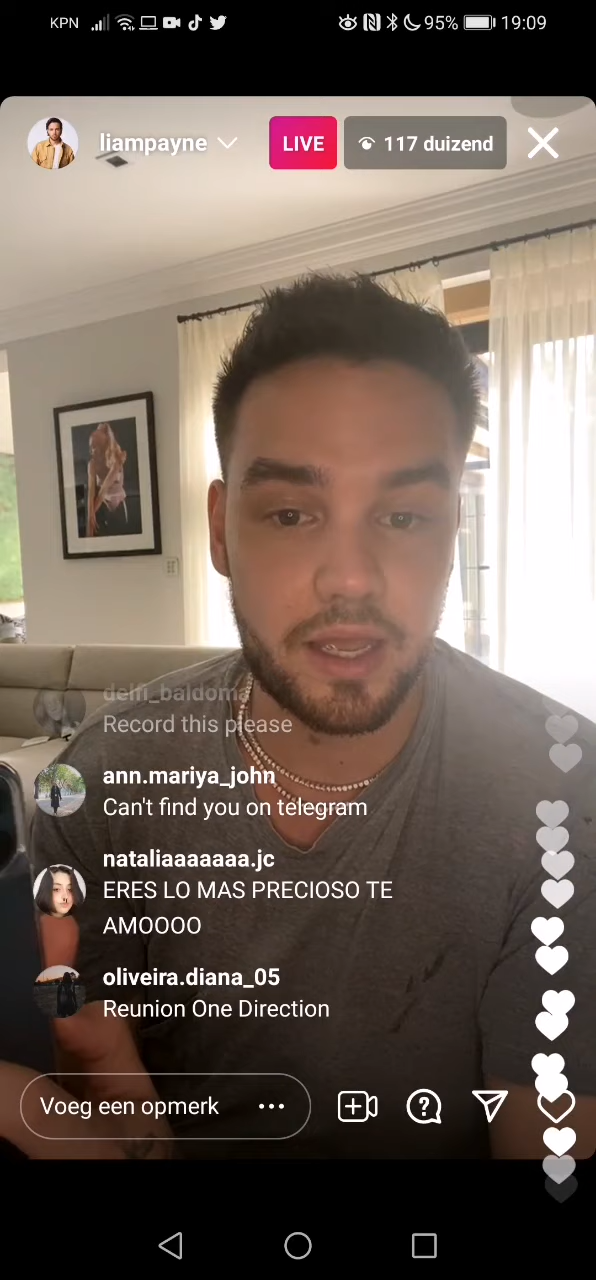 KPN 95% 19:09
liampayne LIVE 117 duizend
delfi_baldoma
Record this please
ann.mariya_john
Can't find you on telegram
nataliaaaaaaa.jc
ERES LO MAS PRECIOSO TE
AMOOOO
oliveira.diana_05
Reunion One Direction
Voeg een opmerk